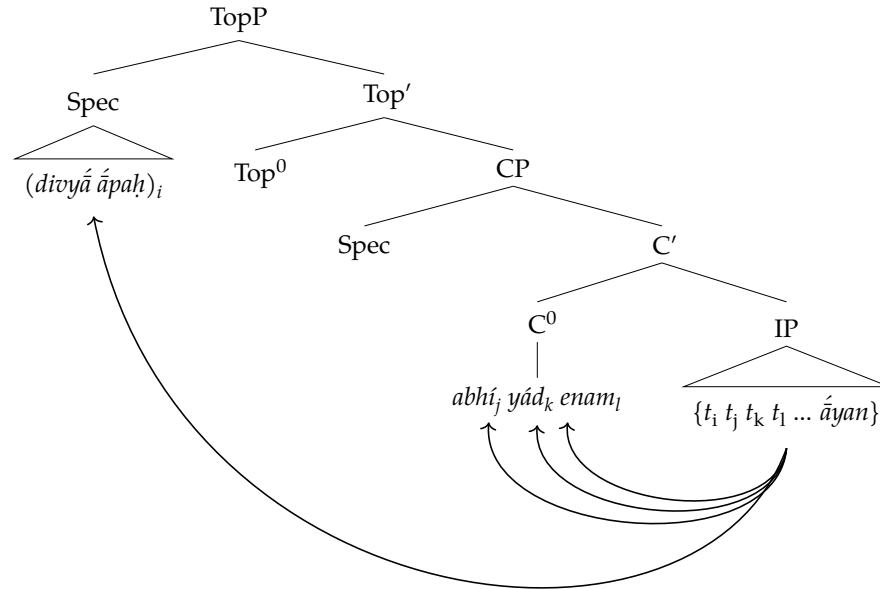 TopP
Spec Top′
(divyā́ ā́paḥ)i Top0 CP
Spec C′
C0 IP
abhíj yádk enaml {ti tj tk tl ... ā́yan}